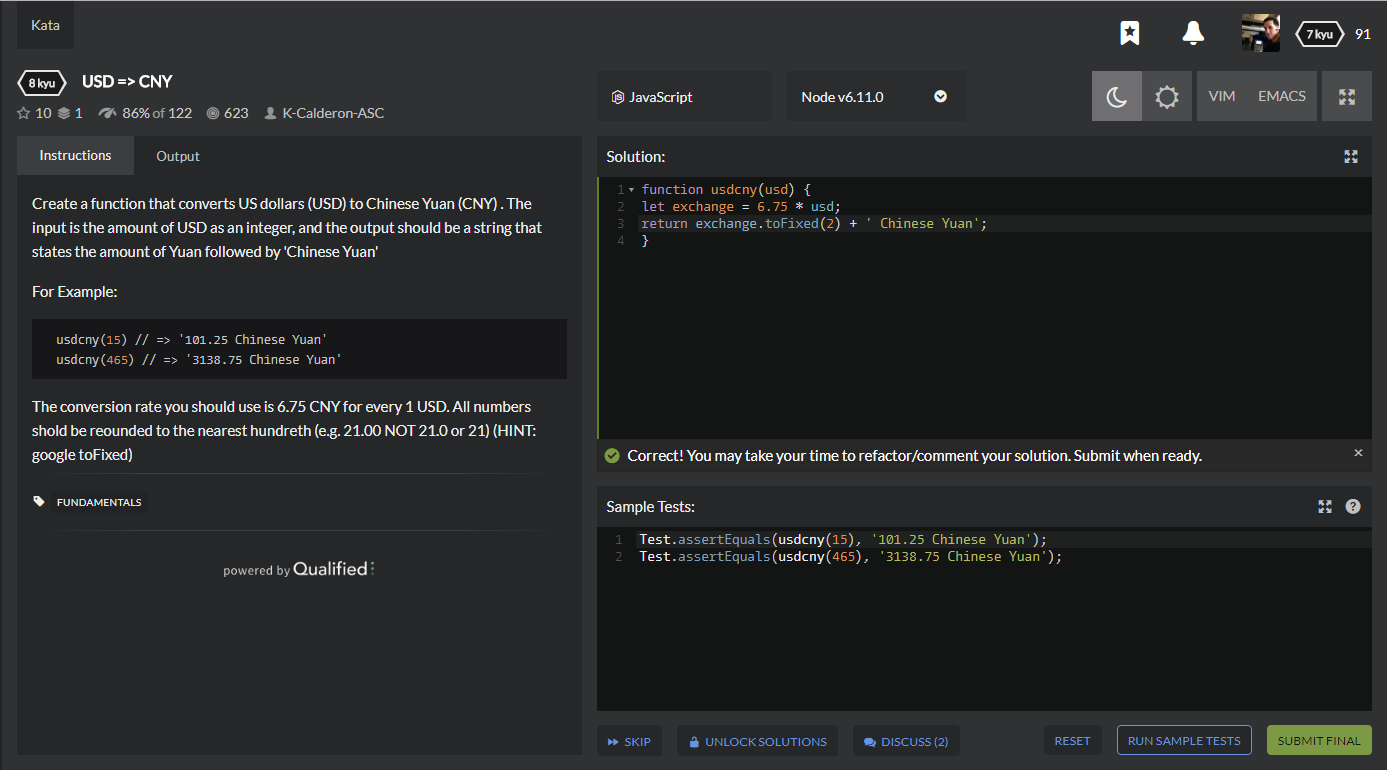 Kata
7 kyu 91
8 kyu USD => CNY
10 1 86% of 122 623 K-Calderon-ASC
JavaScript
Node v6.11.0
VIM EMACS
Instructions Output
Create a function that converts US dollars (USD) to Chinese Yuan (CNY) . The
input is the amount of USD as an integer, and the output should be a string that
states the amount of Yuan followed by 'Chinese Yuan'
For Example:
usdcny(15) // => '101.25 Chinese Yuan'
usdcny(465) // => '3138.75 Chinese Yuan'
The conversion rate you should use is 6.75 CNY for every 1 USD. All numbers
shold be reounded to the nearest hundreth (e.g. 21.00 NOT 21.0 or 21) (HINT:
google toFixed)
FUNDAMENTALS
powered by Qualified
Solution:
1 function usdcny(usd) {
2 let exchange = 6.75 * usd;
3 return exchange.toFixed(2) + ' Chinese Yuan';
4 }
Correct! You may take your time to refactor/comment your solution. Submit when ready.
Sample Tests:
1 Test.assertEquals(usdcny(15), '101.25 Chinese Yuan');
2 Test.assertEquals(usdcny(465), '3138.75 Chinese Yuan');
SKIP
UNLOCK SOLUTIONS
DISCUSS (2)
RESET
RUN SAMPLE TESTS
SUBMIT FINAL